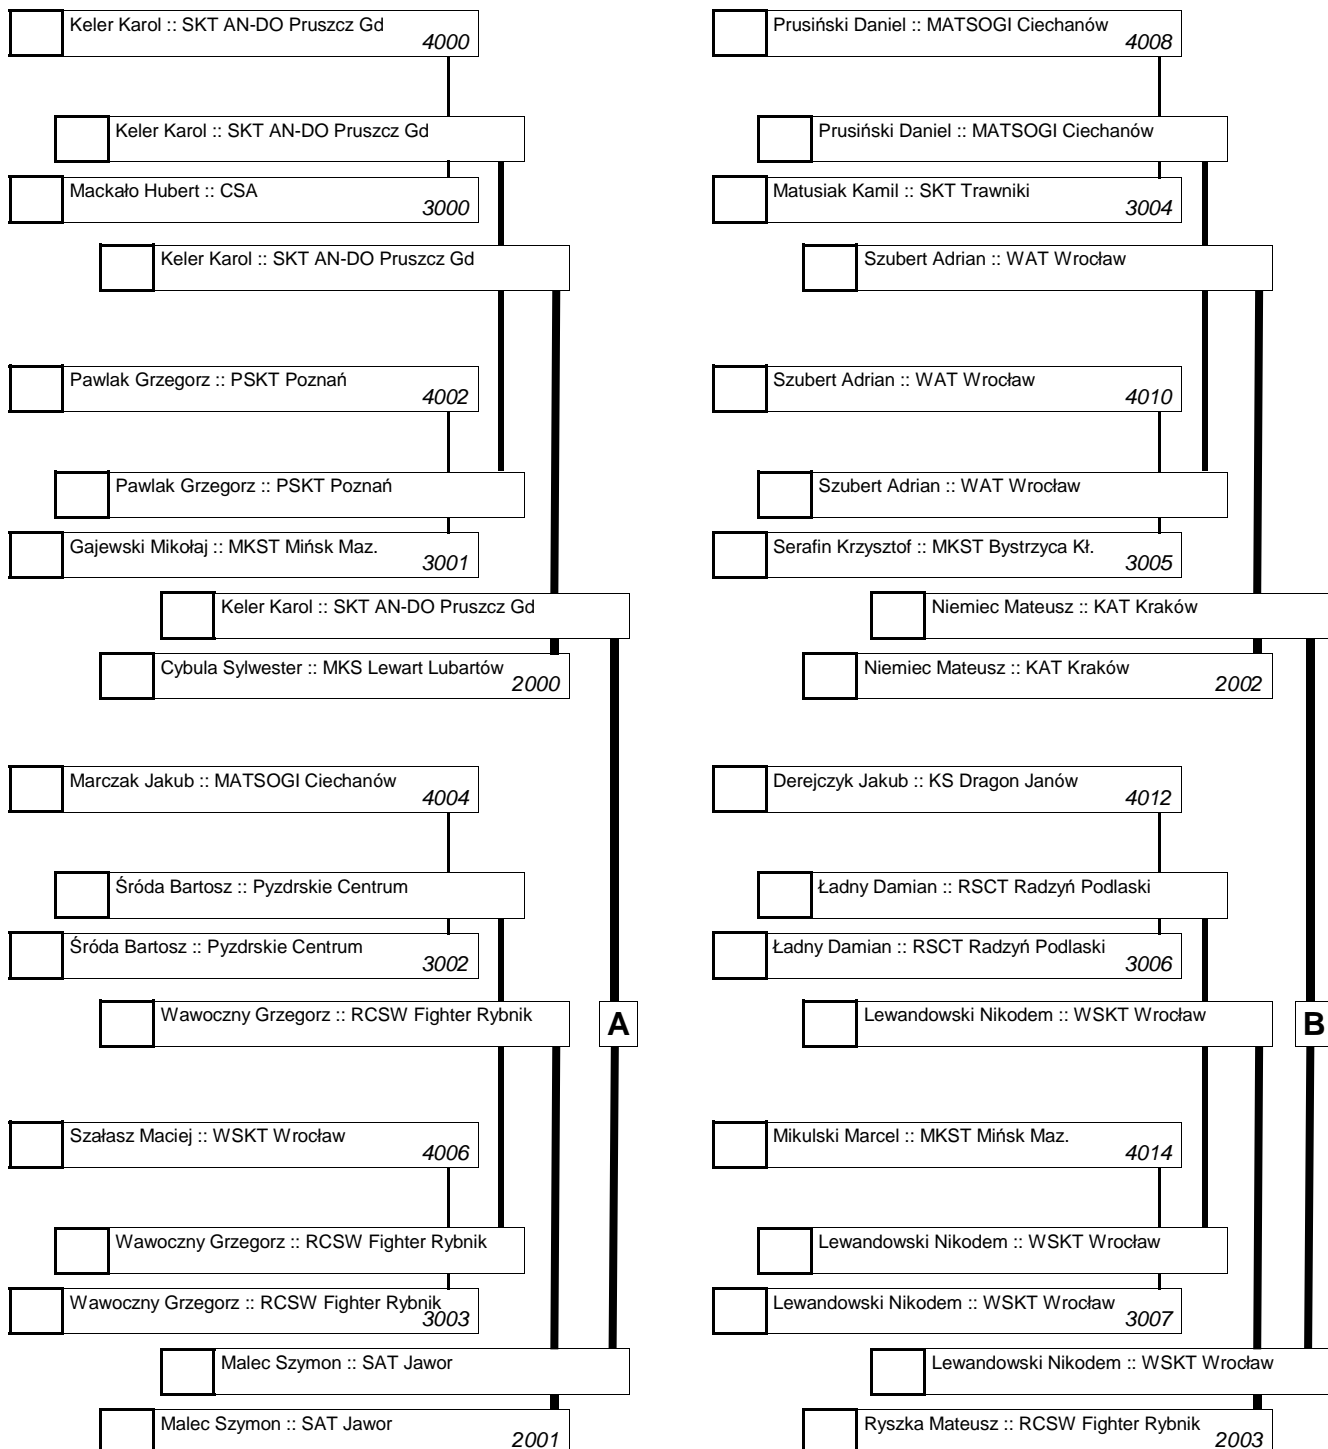 Keler Karol :: SKT AN-DO Pruszcz Gd
4000
Keler Karol :: SKT AN-DO Pruszcz Gd
Mackało Hubert :: CSA
3000
Keler Karol :: SKT AN-DO Pruszcz Gd
Pawlak Grzegorz :: PSKT Poznań
4002
Pawlak Grzegorz :: PSKT Poznań
Gajewski Mikołaj :: MKST Mińsk Maz.
3001
Keler Karol :: SKT AN-DO Pruszcz Gd
Cybula Sylwester :: MKS Lewart Lubartów
2000
Marczak Jakub :: MATSOGI Ciechanów
4004
Śróda Bartosz :: Pyzdrskie Centrum
Śróda Bartosz :: Pyzdrskie Centrum
3002
Wawoczny Grzegorz :: RCSW Fighter Rybnik
A
Szałasz Maciej :: WSKT Wrocław
4006
Wawoczny Grzegorz :: RCSW Fighter Rybnik
Wawoczny Grzegorz :: RCSW Fighter Rybnik
3003
Malec Szymon :: SAT Jawor
Malec Szymon :: SAT Jawor
2001
Prusiński Daniel :: MATSOGI Ciechanów
4008
Prusiński Daniel :: MATSOGI Ciechanów
Matusiak Kamil :: SKT Trawniki
3004
Szubert Adrian :: WAT Wrocław
Szubert Adrian :: WAT Wrocław
4010
Szubert Adrian :: WAT Wrocław
Serafin Krzysztof :: MKST Bystrzyca Kł.
3005
Niemiec Mateusz :: KAT Kraków
Niemiec Mateusz :: KAT Kraków
2002
Derejczyk Jakub :: KS Dragon Janów
4012
Ładny Damian :: RSCT Radzyń Podlaski
Ładny Damian :: RSCT Radzyń Podlaski
3006
Lewandowski Nikodem :: WSKT Wrocław
B
Mikulski Marcel :: MKST Mińsk Maz.
4014
Lewandowski Nikodem :: WSKT Wrocław
Lewandowski Nikodem :: WSKT Wrocław
3007
Lewandowski Nikodem :: WSKT Wrocław
Ryszka Mateusz :: RCSW Fighter Rybnik
2003